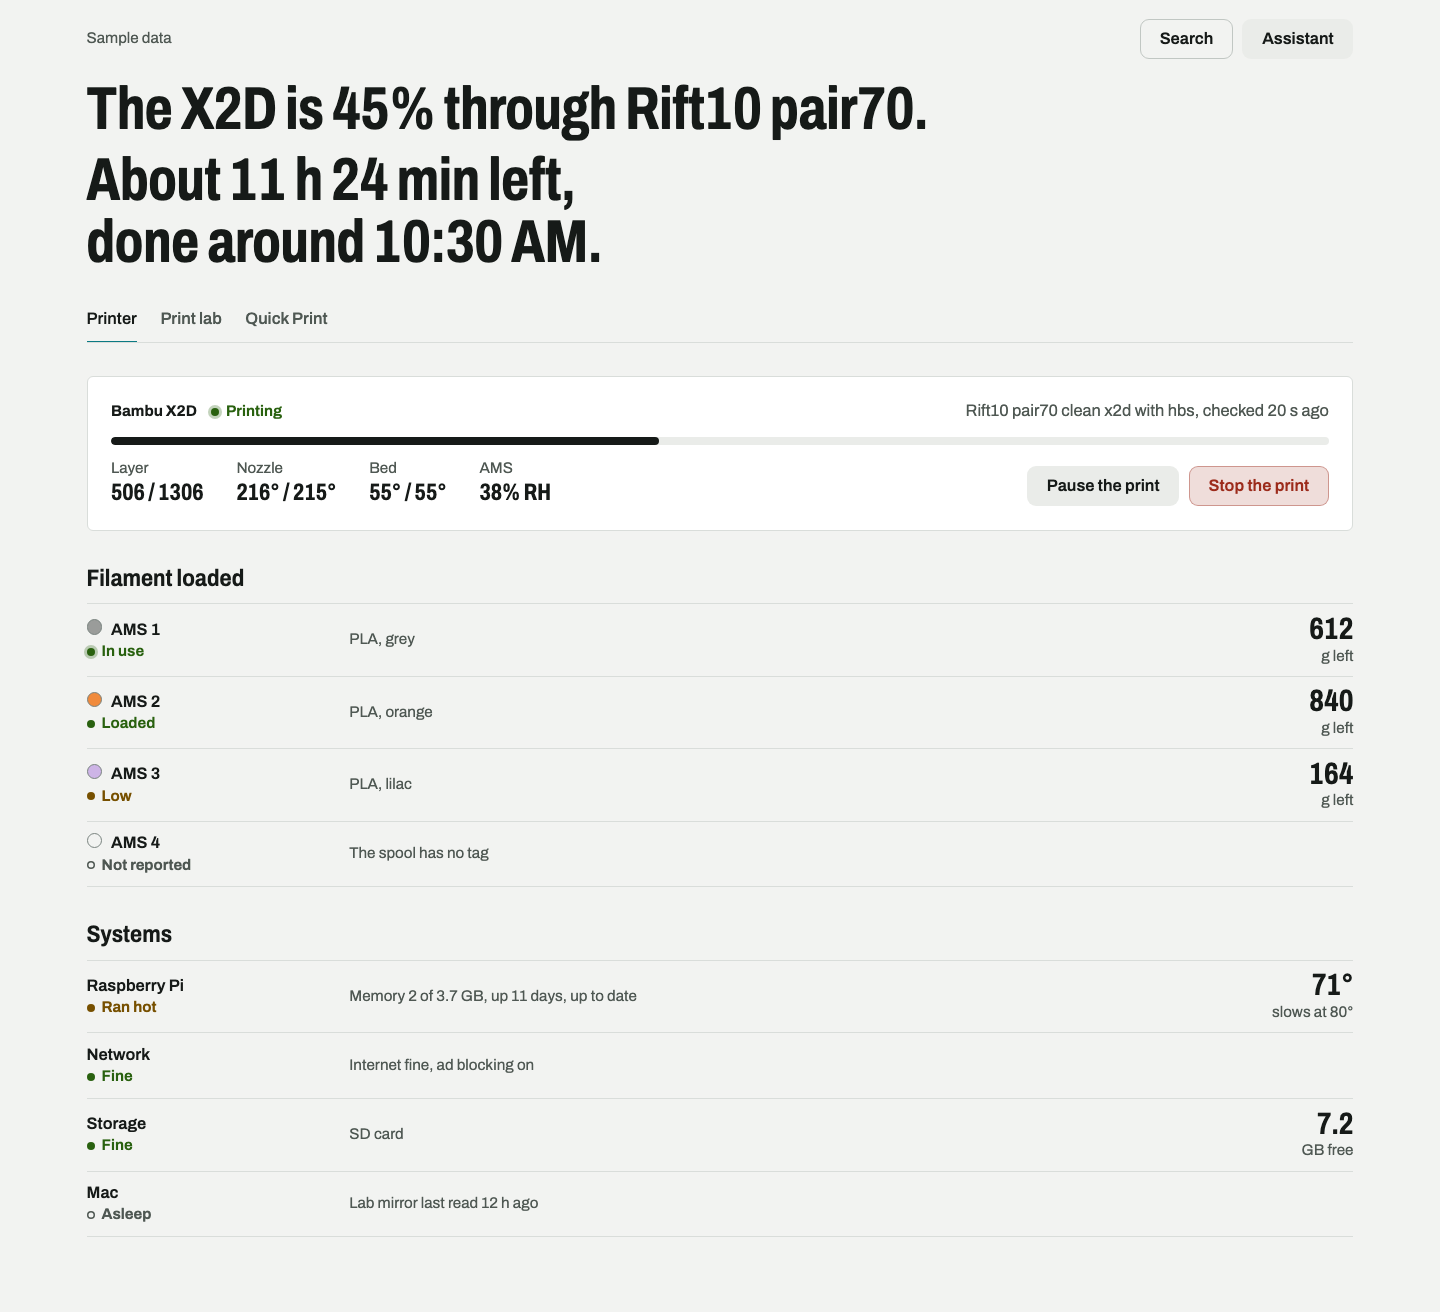 Sample data
Search
Assistant
The X2D is 45% through Rift10 pair70.
About 11 h 24 min left,
done around 10:30 AM.
Printer
Print lab
Quick Print
Bambu X2D
Printing
Rift10 pair70 clean x2d with hbs, checked 20 s ago
Layer
506 / 1306
Nozzle
216° / 215°
Bed
55° / 55°
AMS
38% RH
Pause the print
Stop the print
Filament loaded
AMS 1
In use
PLA, grey
612
g left
AMS 2
Loaded
PLA, orange
840
g left
AMS 3
Low
PLA, lilac
164
g left
AMS 4
Not reported
The spool has no tag
Systems
Raspberry Pi
Ran hot
Memory 2 of 3.7 GB, up 11 days, up to date
71°
slows at 80°
Network
Fine
Internet fine, ad blocking on
Storage
Fine
SD card
7.2
GB free
Mac
Asleep
Lab mirror last read 12 h ago